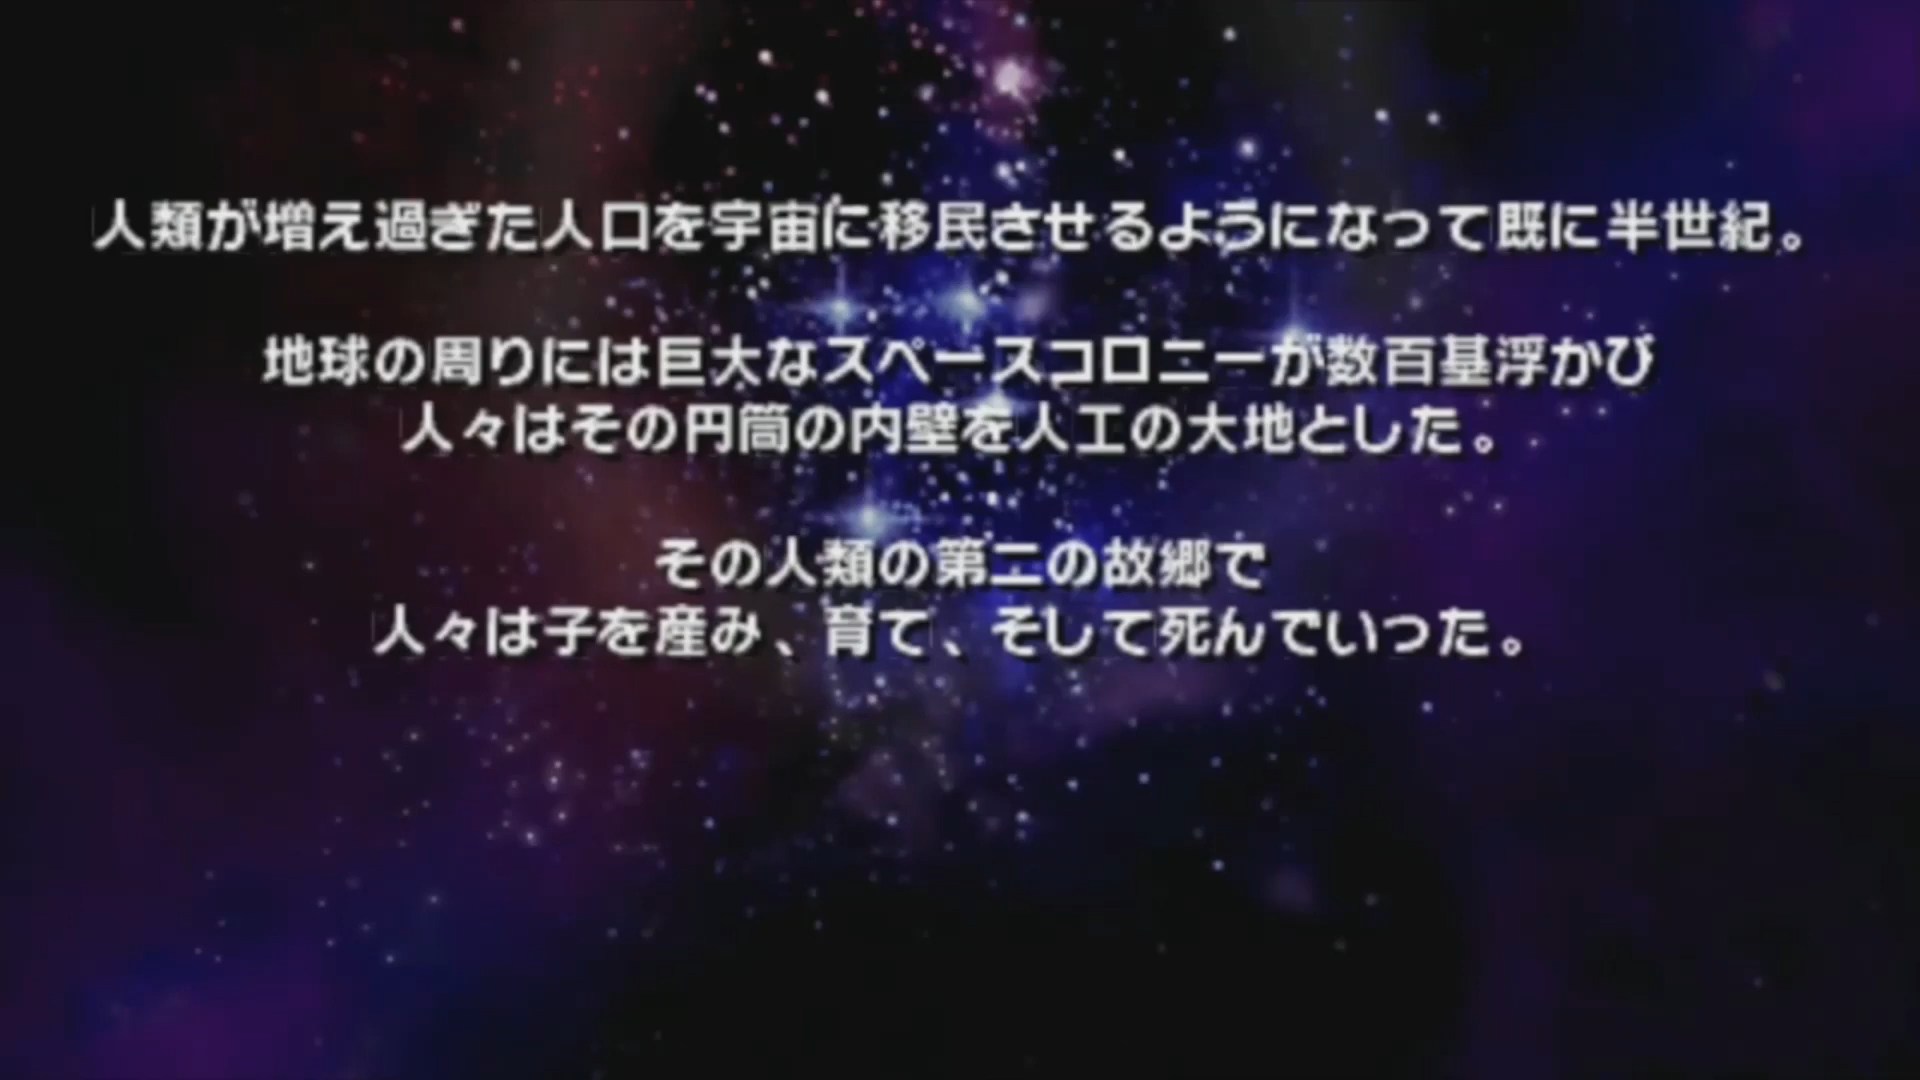 人類が増え過ぎた人口を宇宙に移民させるようになって既に半世紀。
地球の周りには巨大なスペースコロニーが数百基浮かび
人々はその円筒の内壁を人工の大地とした。
その人類の第二の故郷で
人々は子を産み、育て、そして死んでいった。